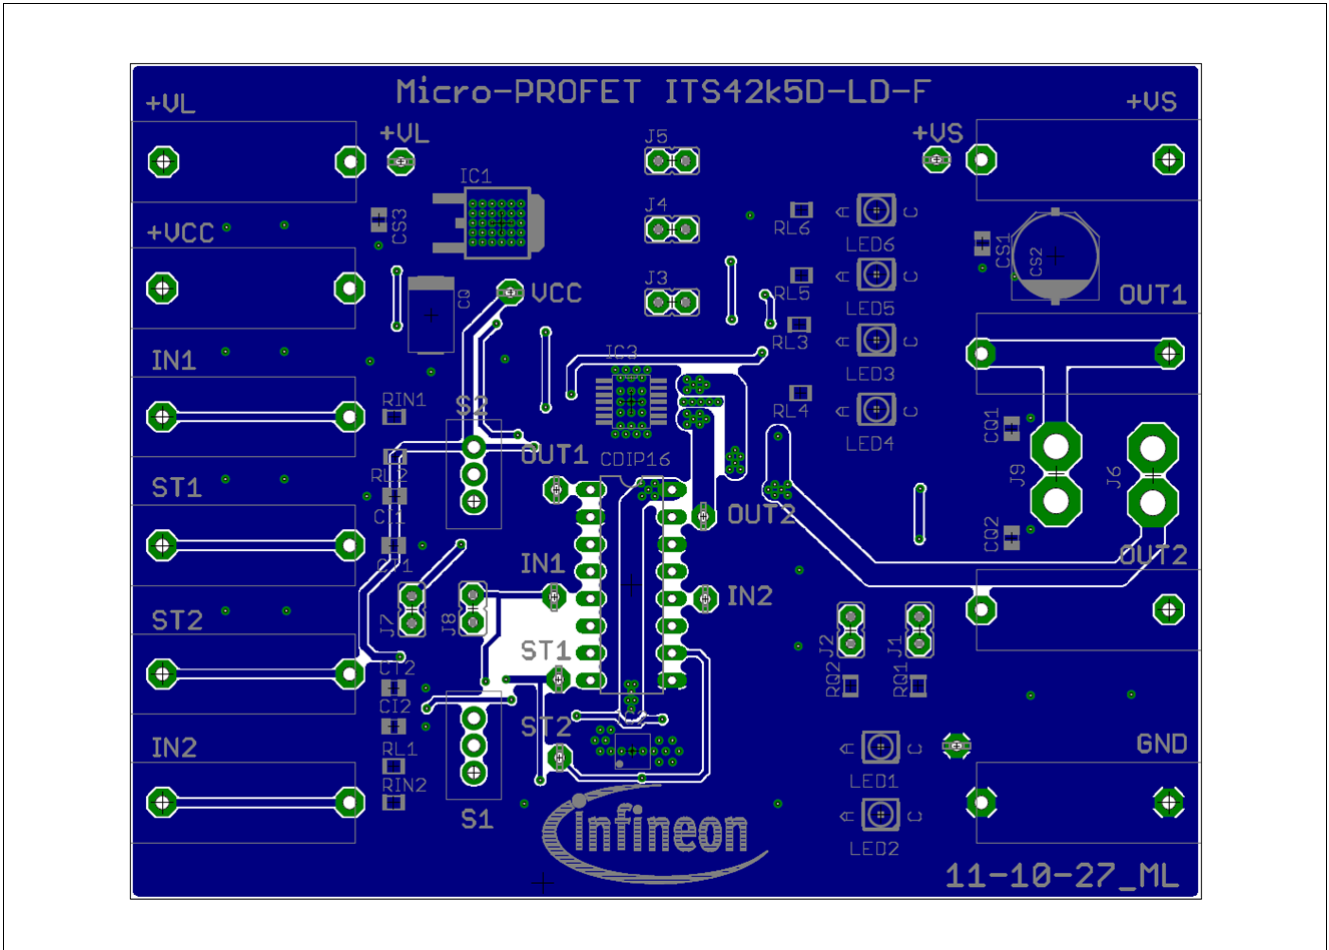 Micro-PROFET ITS42k5D-LD-F
+VL
+VS
+VL
+VS
J5
IC1
J4
CS3
RL6
A
C
LED6
CS1
CS2
+VCC
J3
CQ
VCC
RL5
A
C
LED5
OUT1
IN1
IC3
RL3
A
C
LED3
RIN1
S2
RL4
A
C
LED4
CQ1
OUT1
CDIP16
RL2
J9
J6
ST1
CI1
OUT2
CQ2
CT1
IN1
IN2
OUT2
ST2
J7
J8
J2
J1
ST1
CT2
RQ2
RQ1
CI2
ST2
IN2
RL1
A
C
LED1
GND
RIN2
S1
infineon
A
C
LED2
11-10-27_ML